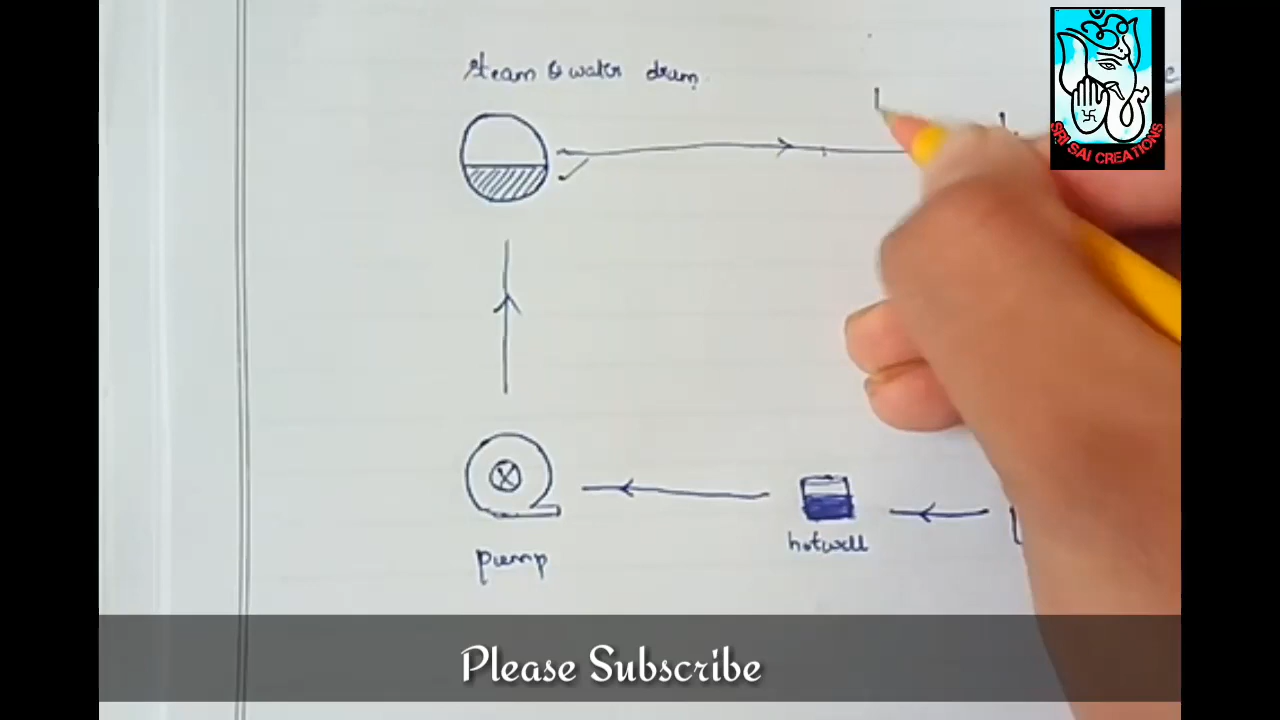 steam & water drum
SRI SAI CREATIONS
hotwell
pump
Please Subscribe